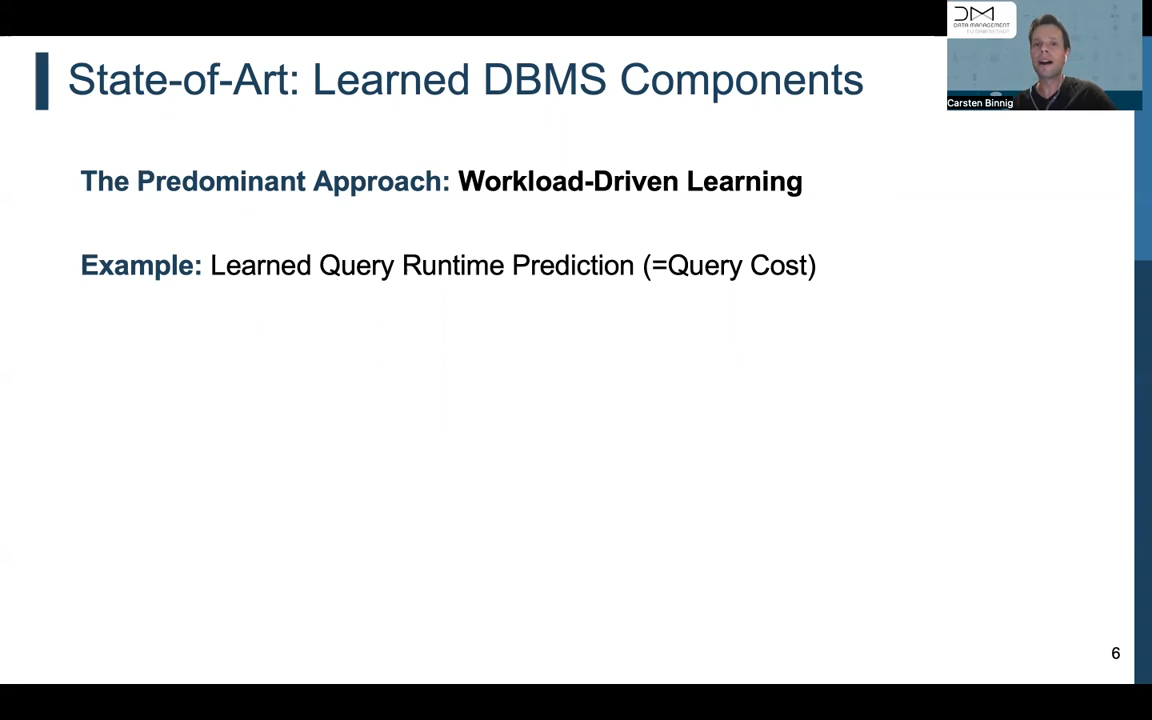 State-of-Art: Learned DBMS Components
DATA MANAGEMENT
Carsten Binnig
The Predominant Approach: Workload-Driven Learning
Example: Learned Query Runtime Prediction (=Query Cost)
6